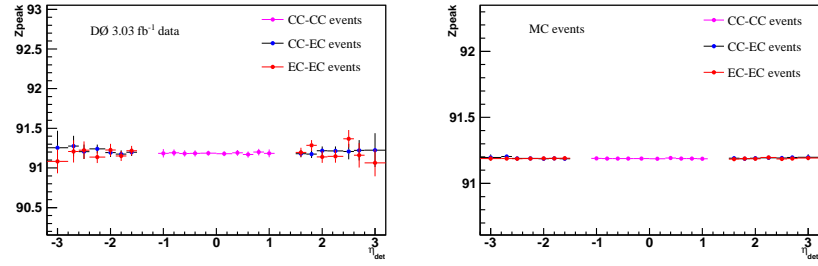 Zpeak
93
92.5
92
91.5
91
90.5
DØ 3.03 fb⁻¹ data
CC-CC events
CC-EC events
EC-EC events
-3 -2 -1 0 1 2 3
η_det
Zpeak
92
91.5
91
MC events
CC-CC events
CC-EC events
EC-EC events
-3 -2 -1 0 1 2 3
η_det